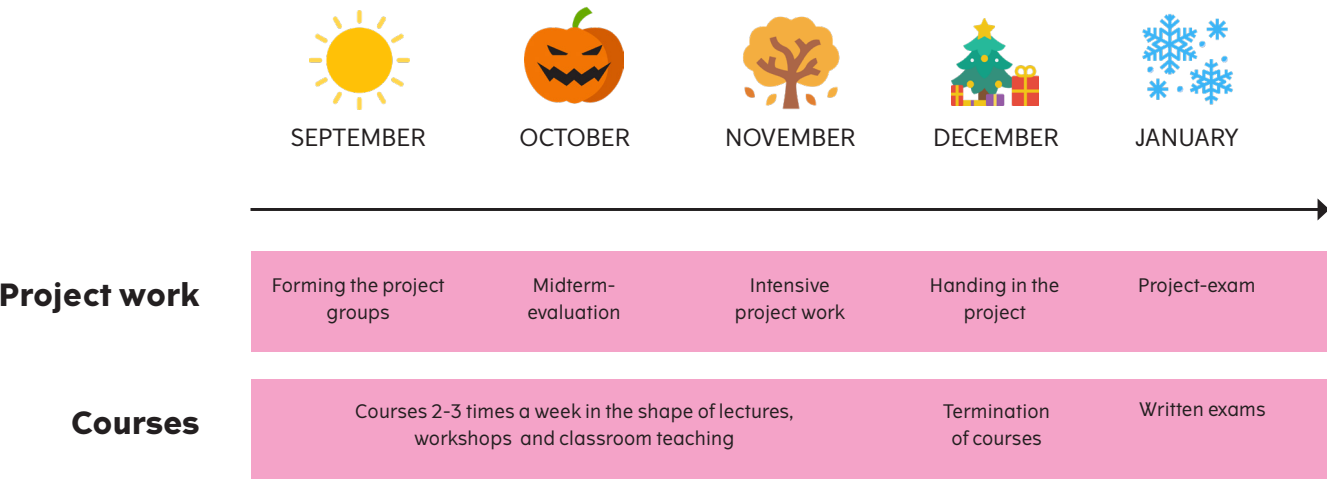 SEPTEMBER
OCTOBER
NOVEMBER
DECEMBER
JANUARY
Project work
Forming the project
groups
Midterm-
evaluation
Intensive
project work
Handing in the
project
Project-exam
Courses
Courses 2-3 times a week in the shape of lectures,
workshops and classroom teaching
Termination
of courses
Written exams